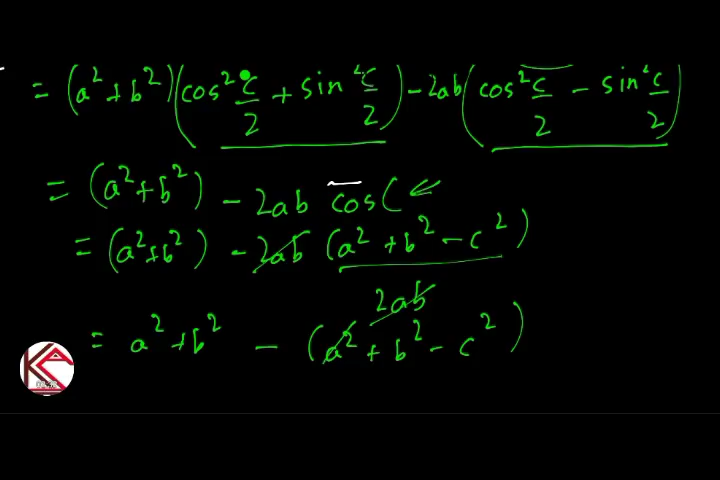 = (a² + b²) (cos² c/2 + sin² c/2) - 2ab (cos² c/2 - sin² c/2)
= (a² + b²) - 2ab cos C
= (a² + b²) - 2ab (a² + b² - c²) / 2ab
= a² + b² - (a² + b² - c²)